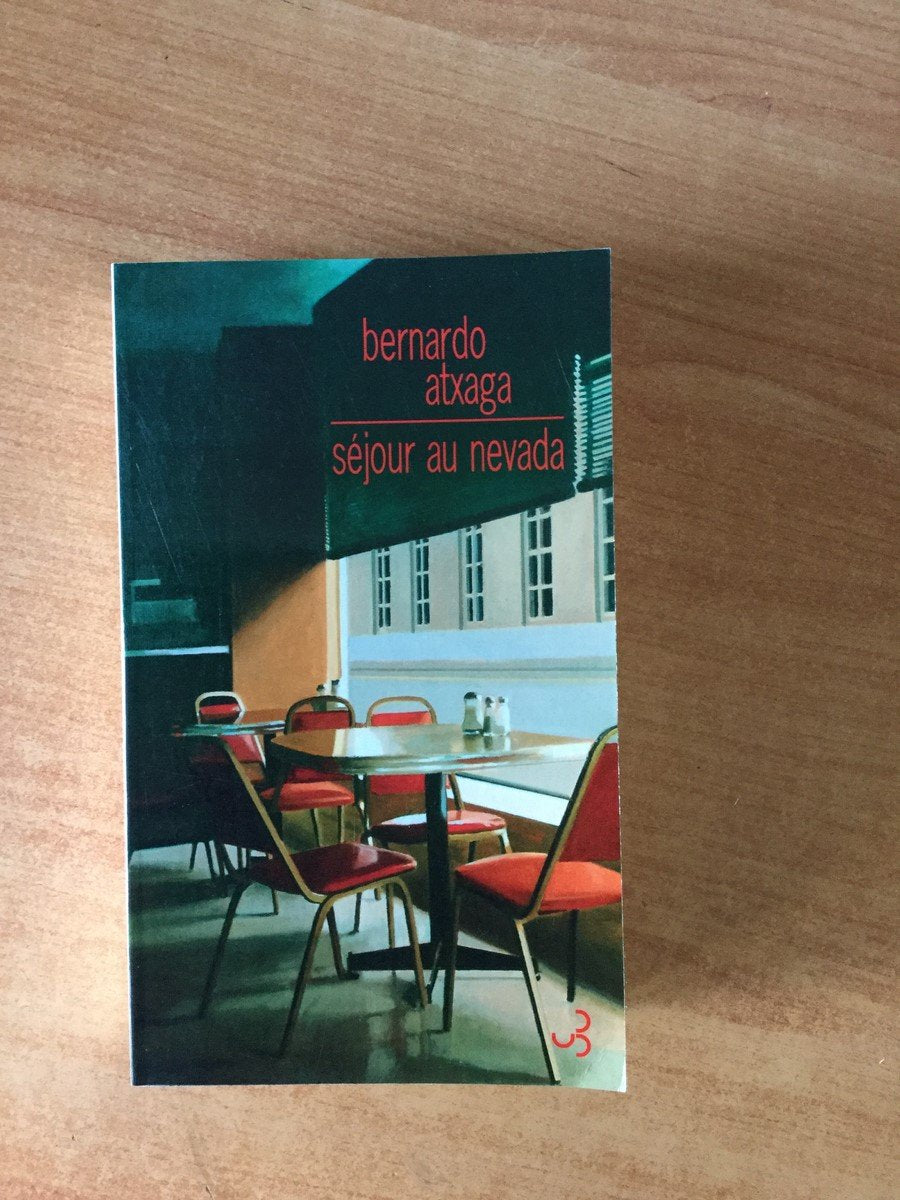 bernardo
atxaga
séjour au nevada